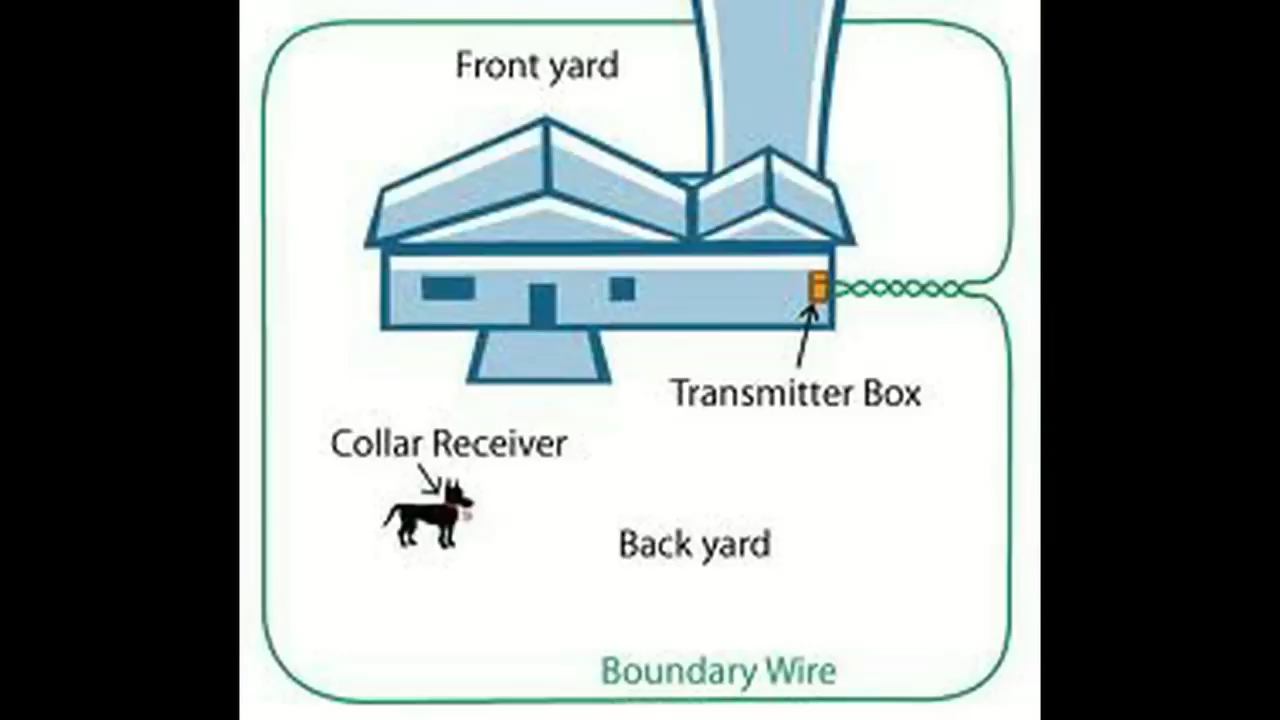 Front yard
Transmitter Box
Collar Receiver
Back yard
Boundary Wire